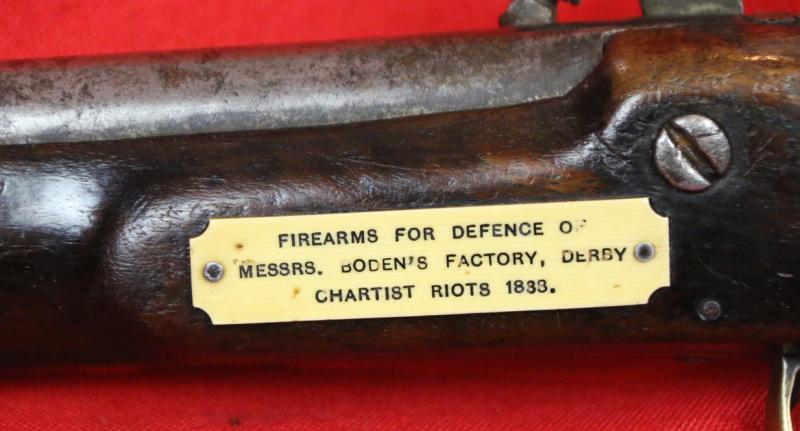 FIREARMS FOR DEFENCE OF
MESSRS. BODEN'S FACTORY, DERBY
CHARTIST RIOTS 1833.